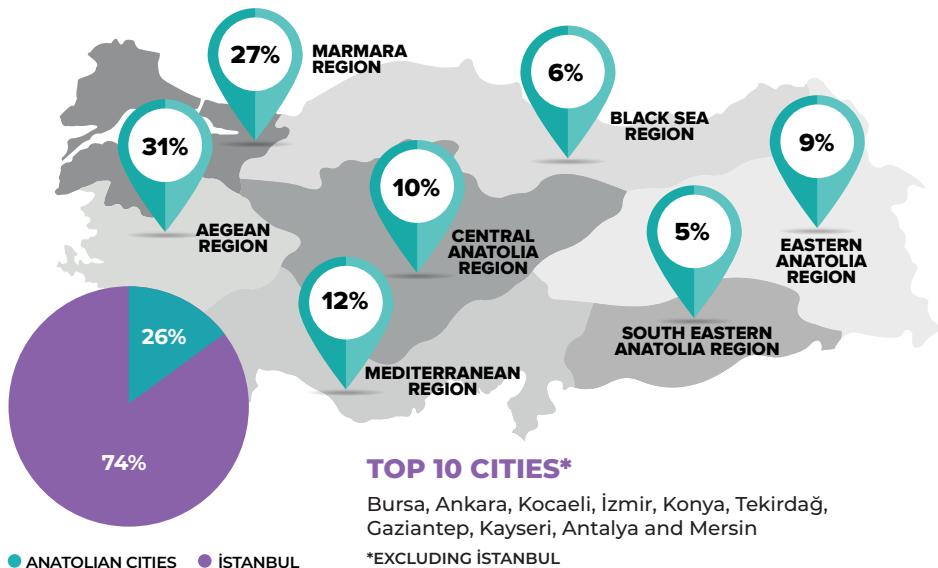 27%
MARMARA
REGION
6%
BLACK SEA
REGION
31%
AEGEAN
REGION
10%
CENTRAL
ANATOLIA
REGION
9%
EASTERN
ANATOLIA
REGION
5%
SOUTH EASTERN
ANATOLIA REGION
12%
MEDITERRANEAN
REGION
26%
74%
ANATOLIAN CITIES
İSTANBUL
TOP 10 CITIES*
Bursa, Ankara, Kocaeli, İzmir, Konya, Tekirdağ,
Gaziantep, Kayseri, Antalya and Mersin
*EXCLUDING İSTANBUL